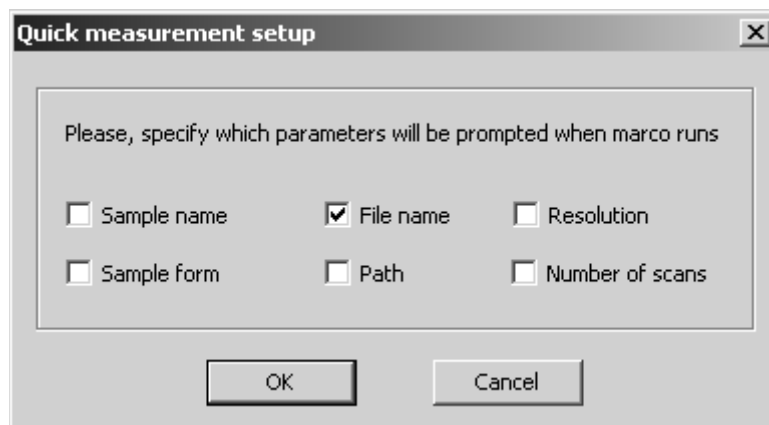 Quick measurement setup
Please, specify which parameters will be prompted when marco runs
Sample name File name Resolution
Sample form Path Number of scans
OK Cancel